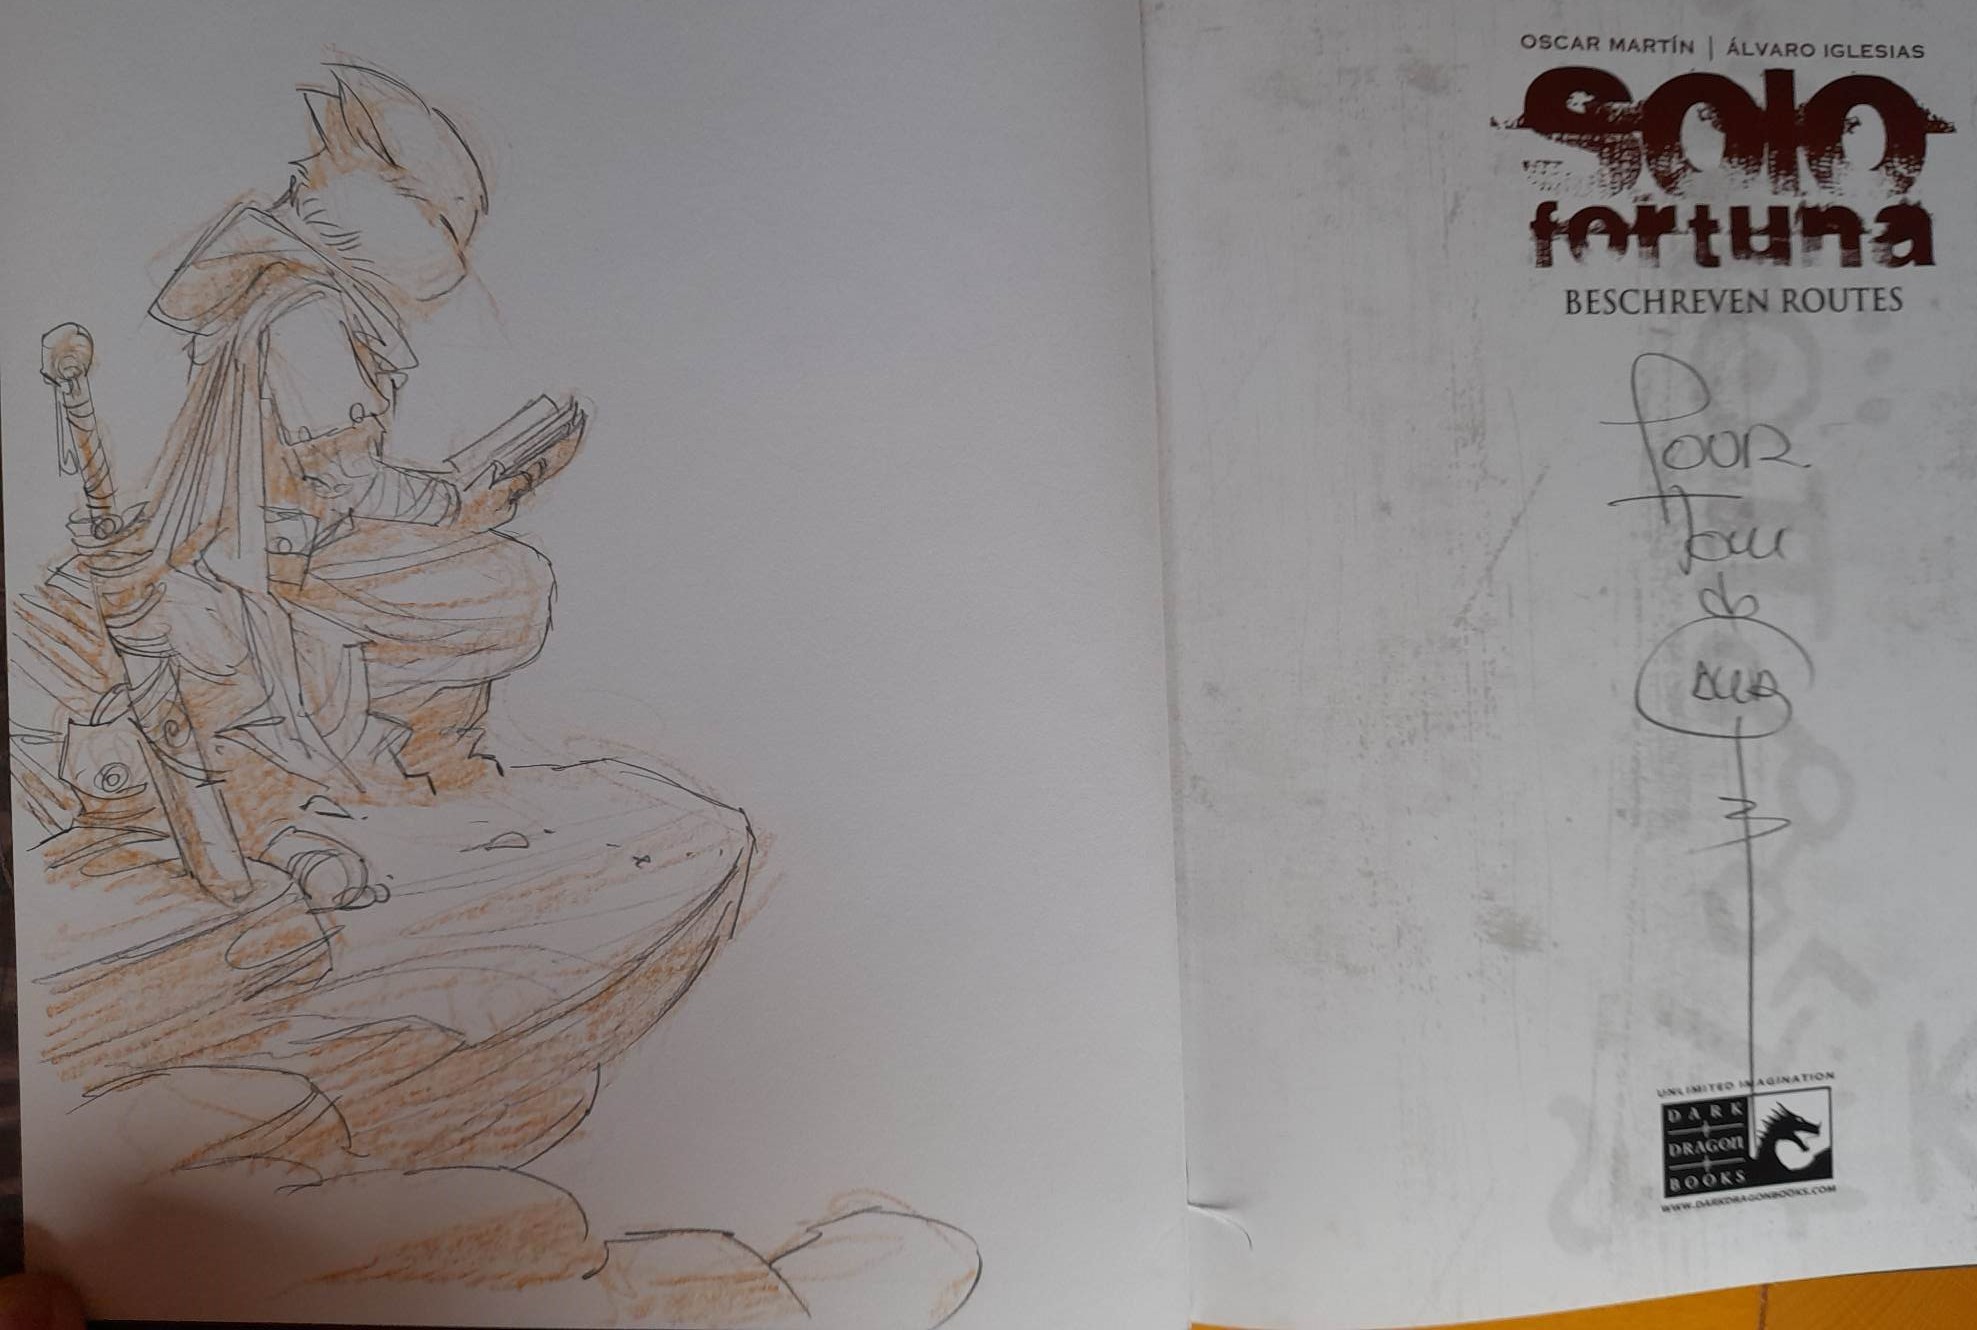 OSCAR MARTÍN | ÁLVARO IGLESIAS
Solo
fortuna
BESCHREVEN ROUTES
POUR
UNLIMITED IMAGINATION
DARK
DRAGON
BOOKS
WWW.DARKDRAGONBOOKS.COM